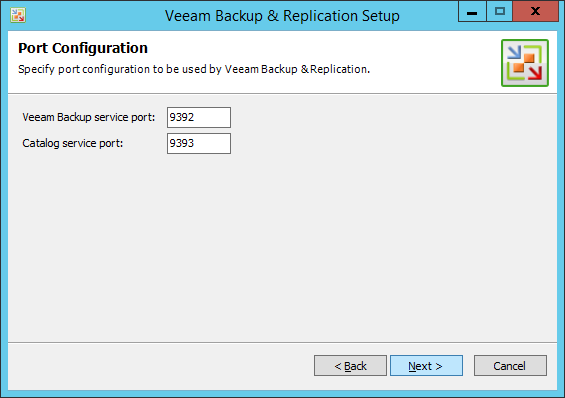 Veeam Backup & Replication Setup
Port Configuration
Specify port configuration to be used by Veeam Backup & Replication.
Veeam Backup service port: 9392
Catalog service port: 9393
< Back Next > Cancel